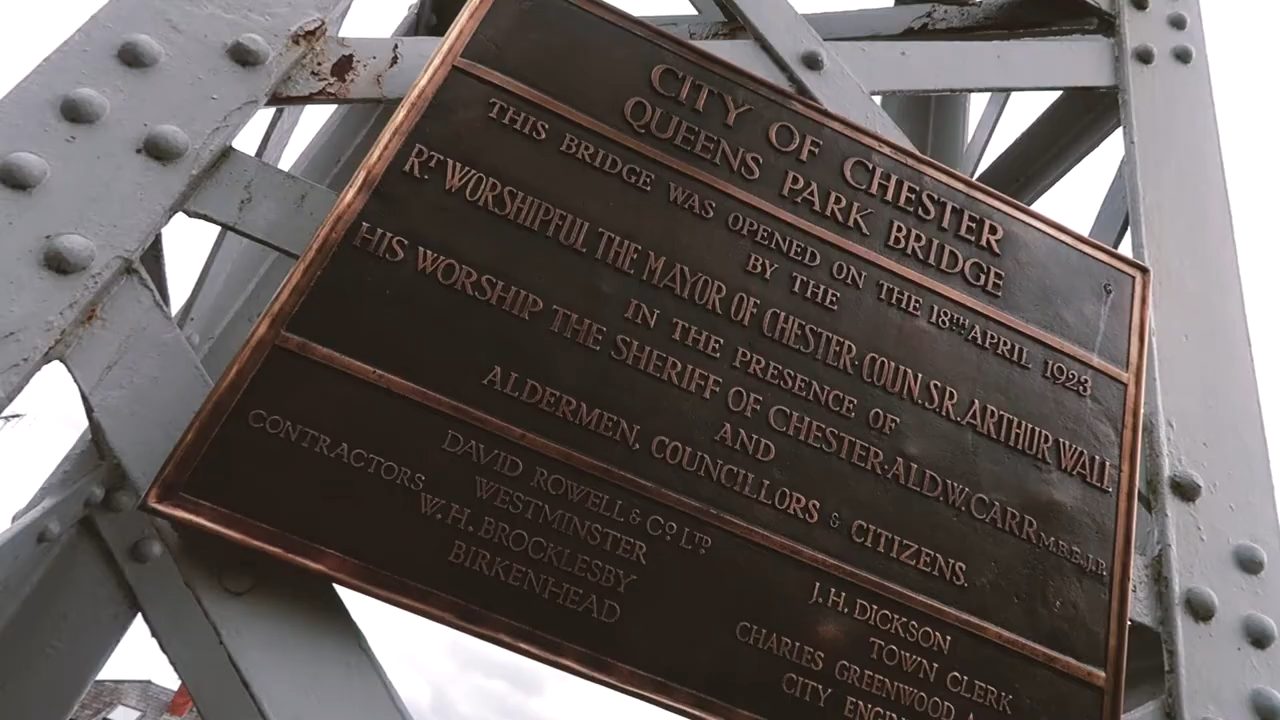 CITY OF CHESTER
QUEENS PARK BRIDGE
THIS BRIDGE WAS OPENED ON THE 18TH APRIL 1923
BY THE
RT WORSHIPFUL THE MAYOR OF CHESTER·COUN.S.R.ARTHUR WALL
IN THE PRESENCE OF
HIS WORSHIP THE SHERIFF OF CHESTER·ALD.W.CARR M.B.E.,J.P.
AND
ALDERMEN, COUNCILLORS & CITIZENS.
CONTRACTORS
DAVID ROWELL & CO LTD
WESTMINSTER
W.H. BROCKLESBY
BIRKENHEAD
J.H. DICKSON
TOWN CLERK
CHARLES GREENWOOD
CITY